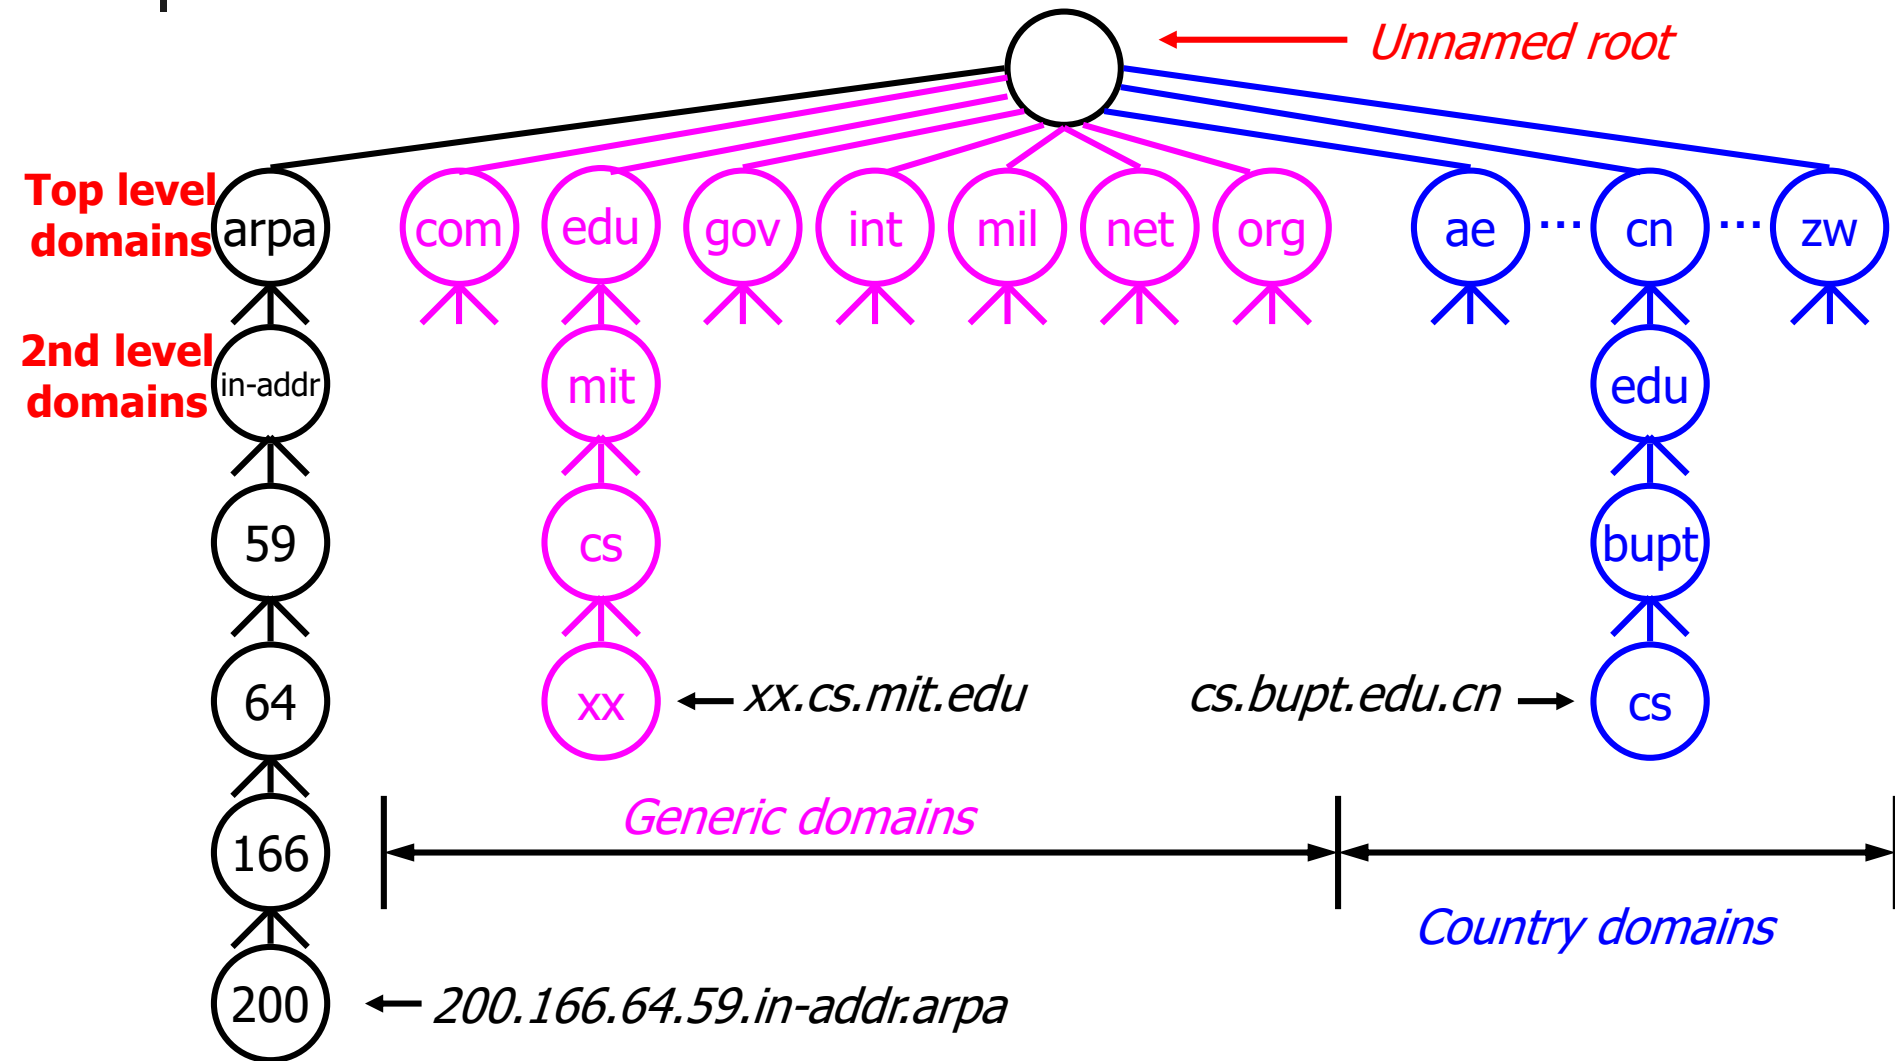 Unnamed root
Top level
domains
arpa
com
edu
gov
int
mil
net
org
ae
...
cn
...
zw
2nd level
domains
in-addr
mit
edu
59
cs
bupt
64
xx
xx.cs.mit.edu
cs.bupt.edu.cn
cs
166
Generic domains
Country domains
200
200.166.64.59.in-addr.arpa